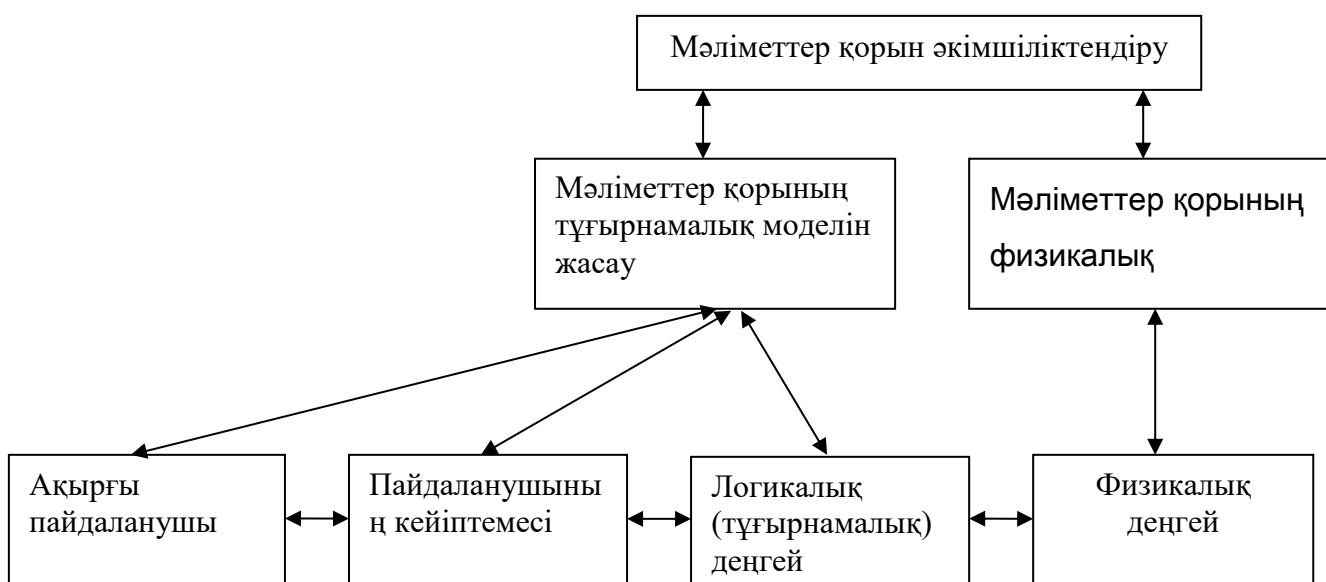 Мәліметтер қорын әкімшіліктендіру
Мәліметтер қорының
тұғырнамалық моделін
жасау
Мәліметтер қорының
физикалық
Ақырғы
пайдаланушы
Пайдаланушыны
ң кейіптемесі
Логикалық
(тұғырнамалық)
деңгей
Физикалық
деңгей